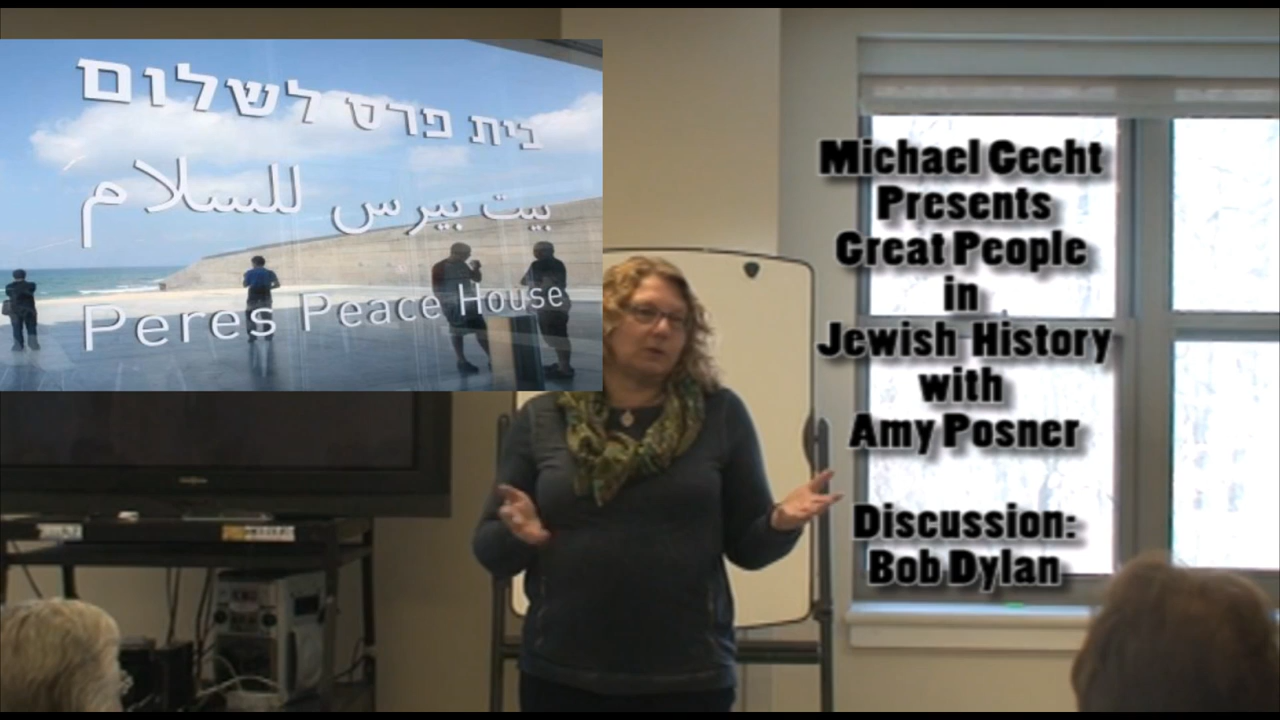 בית פרס לשלום
بيت بيرس للسلام
Peres Peace House
Michael Gecht
Presents
Great People
in
Jewish History
with
Amy Posner
Discussion:
Bob Dylan